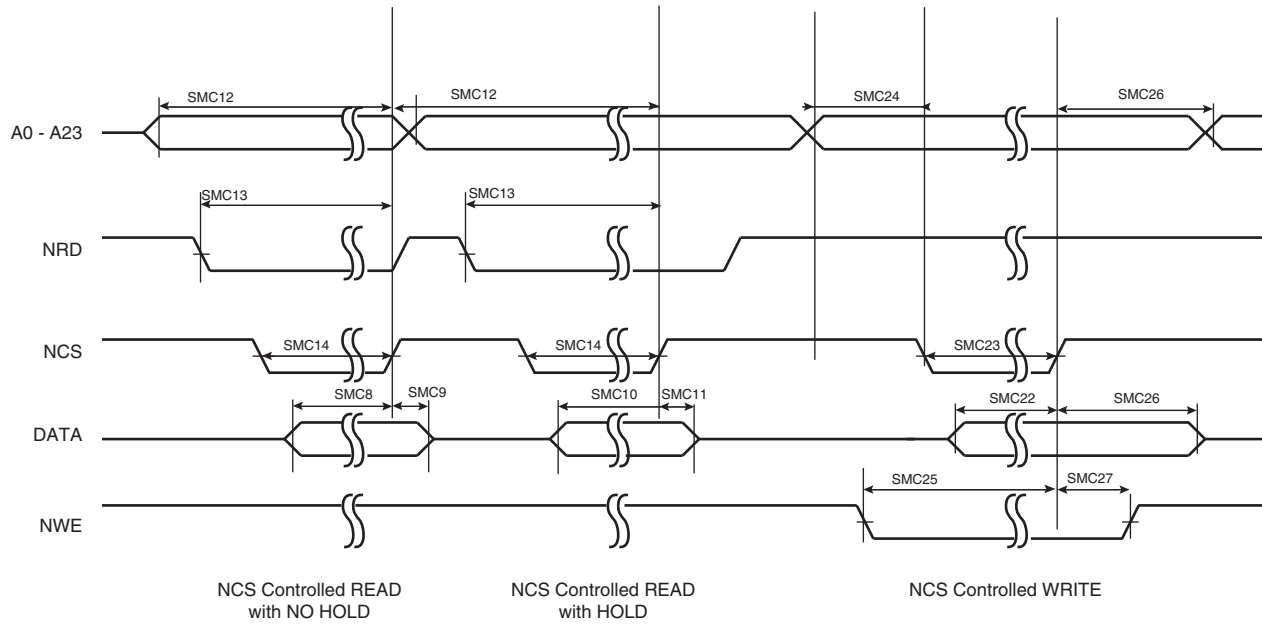 SMC12
SMC12
SMC24
SMC26
A0 - A23
SMC13
SMC13
NRD
NCS
SMC14
SMC14
SMC23
SMC8
SMC9
SMC10
SMC11
SMC22
SMC26
DATA
SMC25
SMC27
NWE
NCS Controlled READ
with NO HOLD
NCS Controlled READ
with HOLD
NCS Controlled WRITE